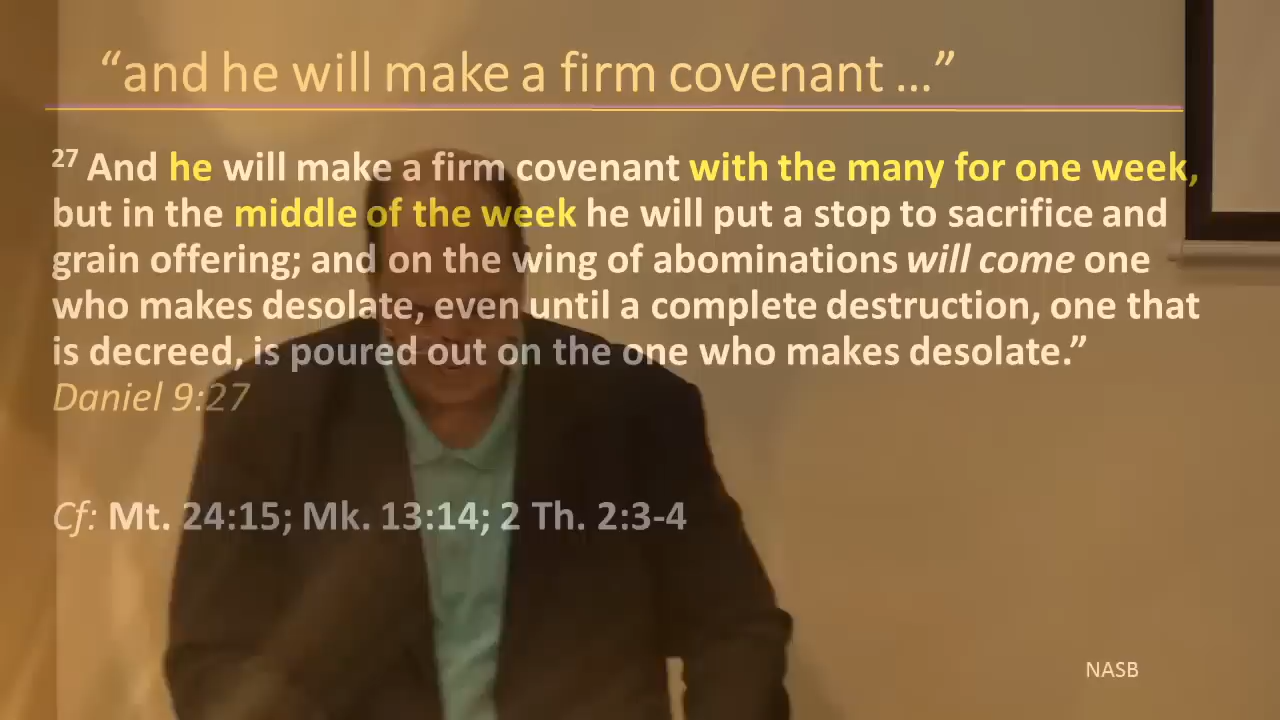 “and he will make a firm covenant ...”
27 And he will make a firm covenant with the many for one week,
but in the middle of the week he will put a stop to sacrifice and
grain offering; and on the wing of abominations will come one
who makes desolate, even until a complete destruction, one that
is decreed, is poured out on the one who makes desolate.”
Daniel 9:27
Cf: Mt. 24:15; Mk. 13:14; 2 Th. 2:3-4
NASB